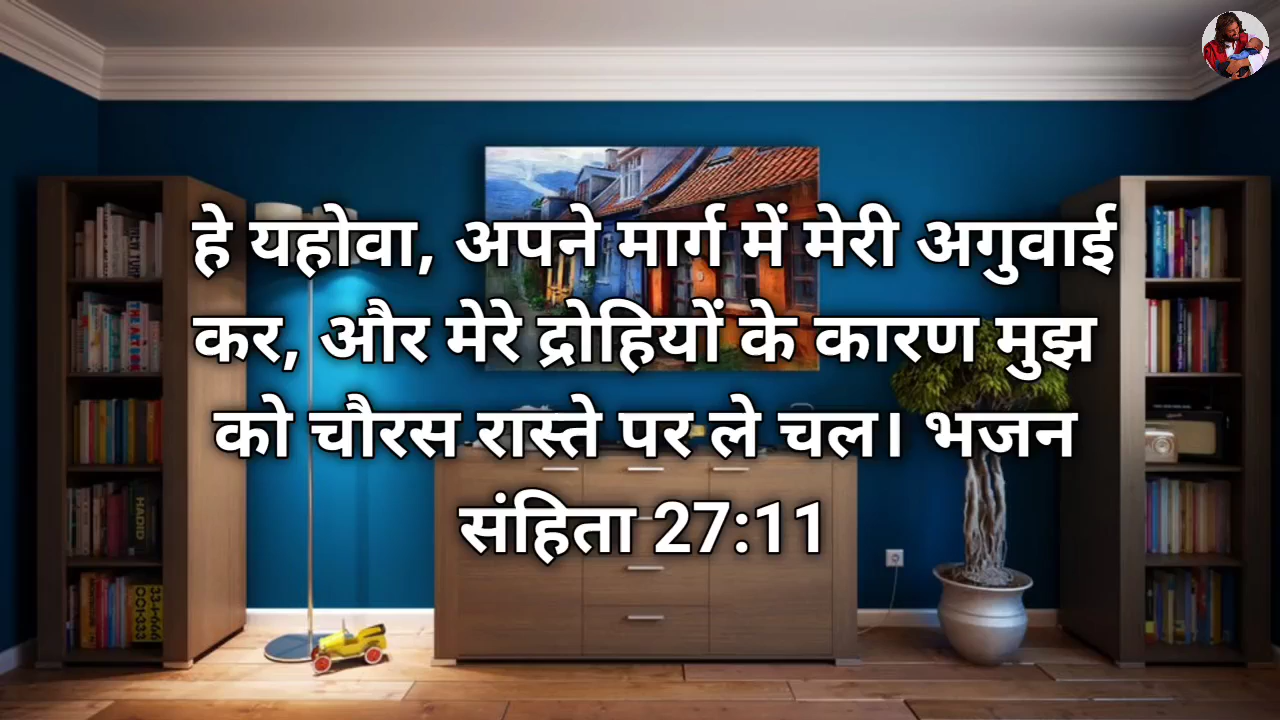 हे यहोवा, अपने मार्ग में मेरी अगुवाई
कर, और मेरे द्रोहियों के कारण मुझ
को चौरस रास्ते पर ले चल। भजन
संहिता 27:11